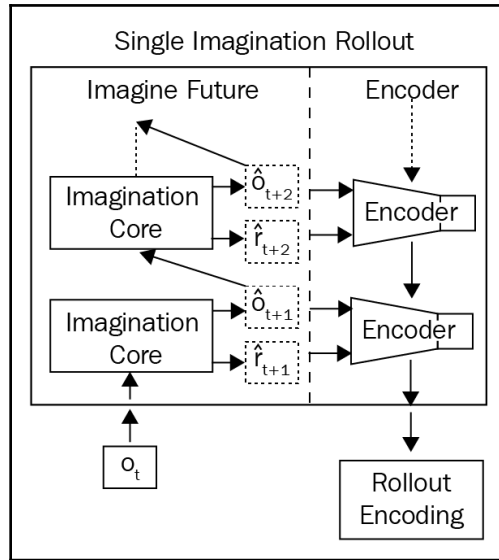 Single Imagination Rollout
Imagine Future
Encoder
ô t+2
Imagination
Core
Encoder
r̂ t+2
ô t+1
Imagination
Core
Encoder
r̂ t+1
o t
Rollout
Encoding